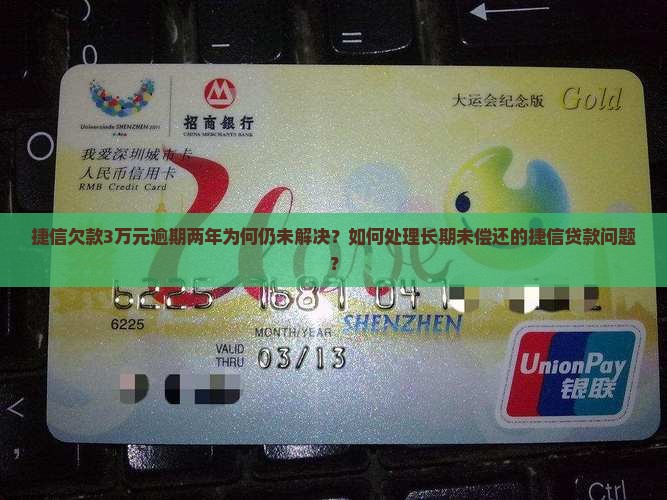 Universiade SHENZHEN 2011
招商银行
CHINA MERCHANTS BANK
大运会纪念版 Gold
我爱深圳城市卡
人民币信用卡
RMB Credit Card
捷信欠款3万元逾期两年为何仍未解决？如何处理长期未偿还的捷信贷款问题
？
6225 1687
6225
SHENZHEN
MONTH/YEAR
VALID
THRU
03/13
UnionPay
银联
Ctrl